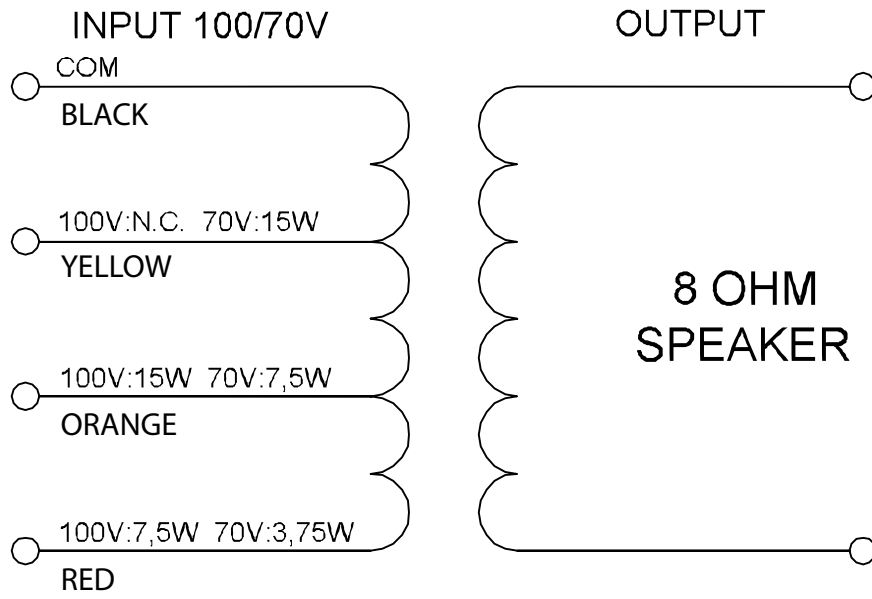 INPUT 100/70V
OUTPUT
COM
BLACK
100V:N.C. 70V:15W
YELLOW
8 OHM
SPEAKER
100V:15W 70V:7,5W
ORANGE
100V:7,5W 70V:3,75W
RED